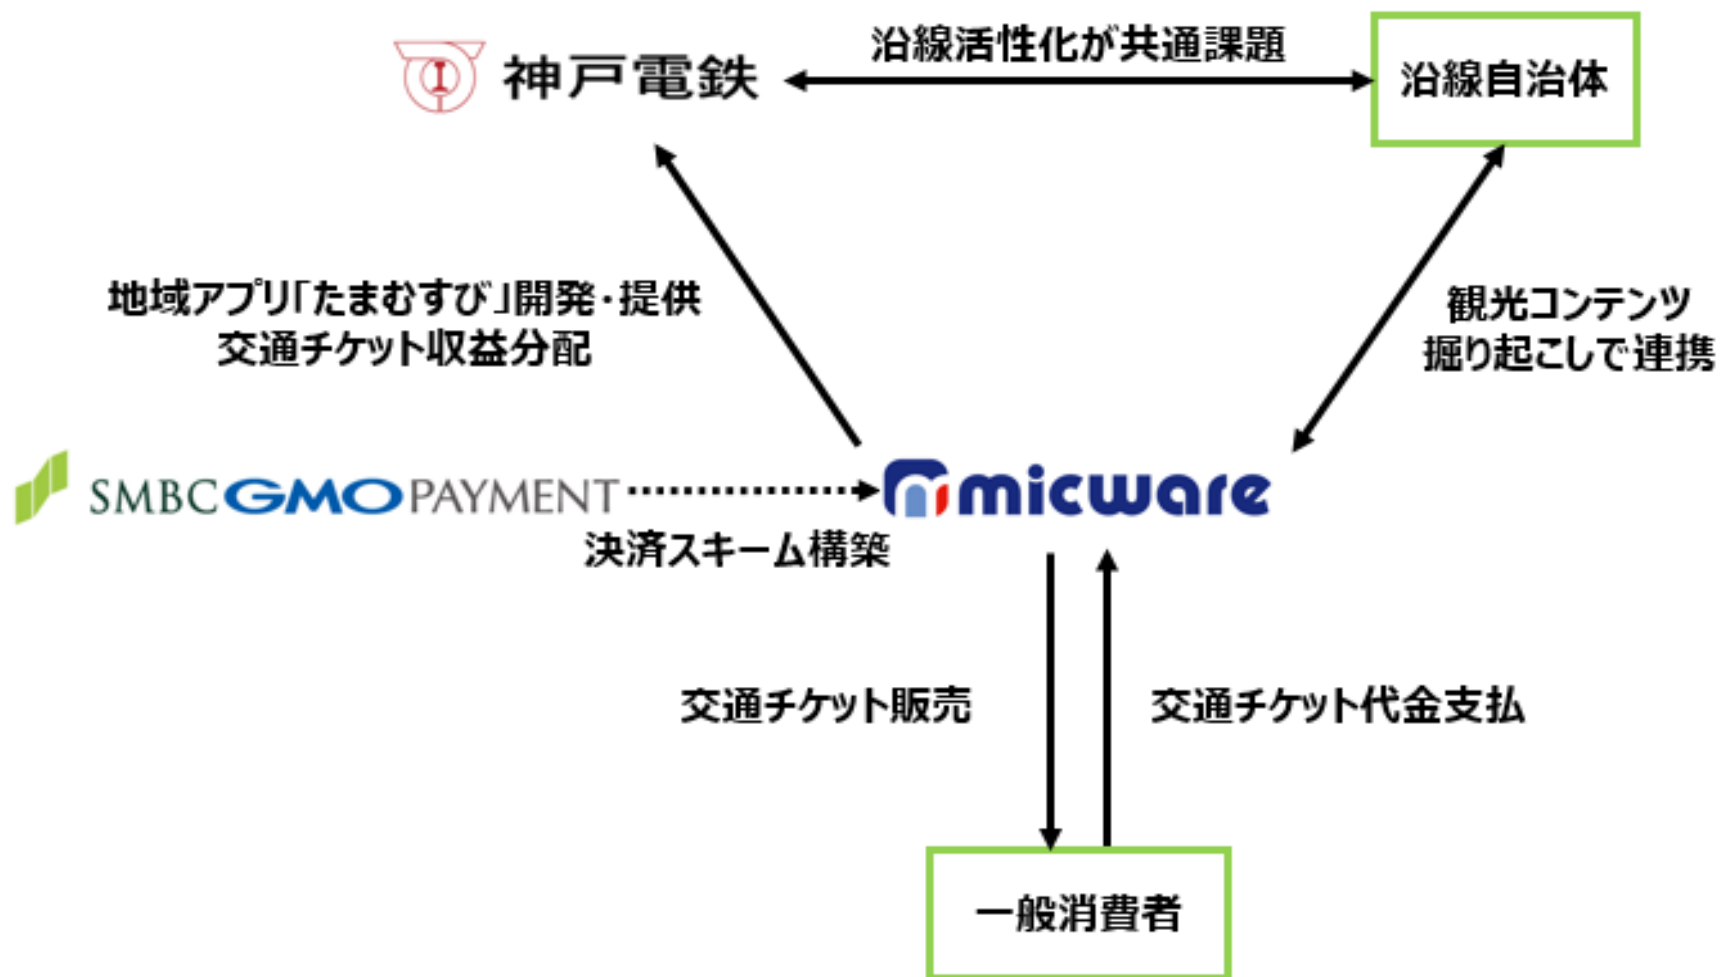 沿線活性化が共通課題
神戸電鉄
沿線自治体
地域アプリ「たまむすび」開発・提供
交通チケット収益分配
観光コンテンツ
掘り起こしで連携
SMBC GMO PAYMENT
micware
決済スキーム構築
交通チケット販売
交通チケット代金支払
一般消費者